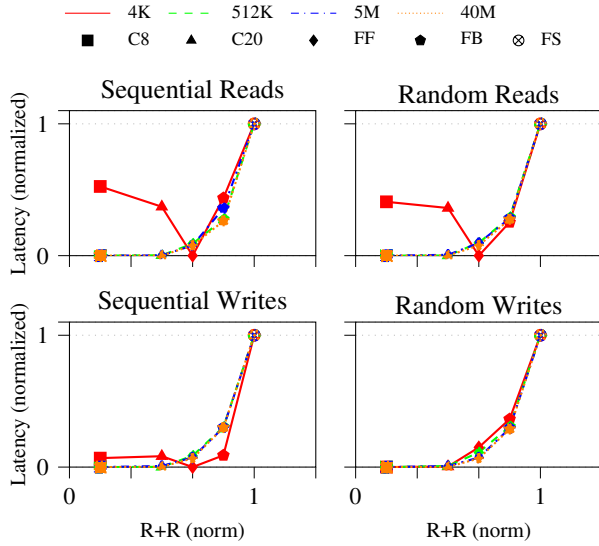 4K 512K 5M 40M
C8 C20 FF FB FS
Sequential Reads Random Reads
Latency (normalized)
1 1
0 0
Sequential Writes Random Writes
Latency (normalized)
1 1
0 0
0 1 0 1
R+R (norm) R+R (norm)